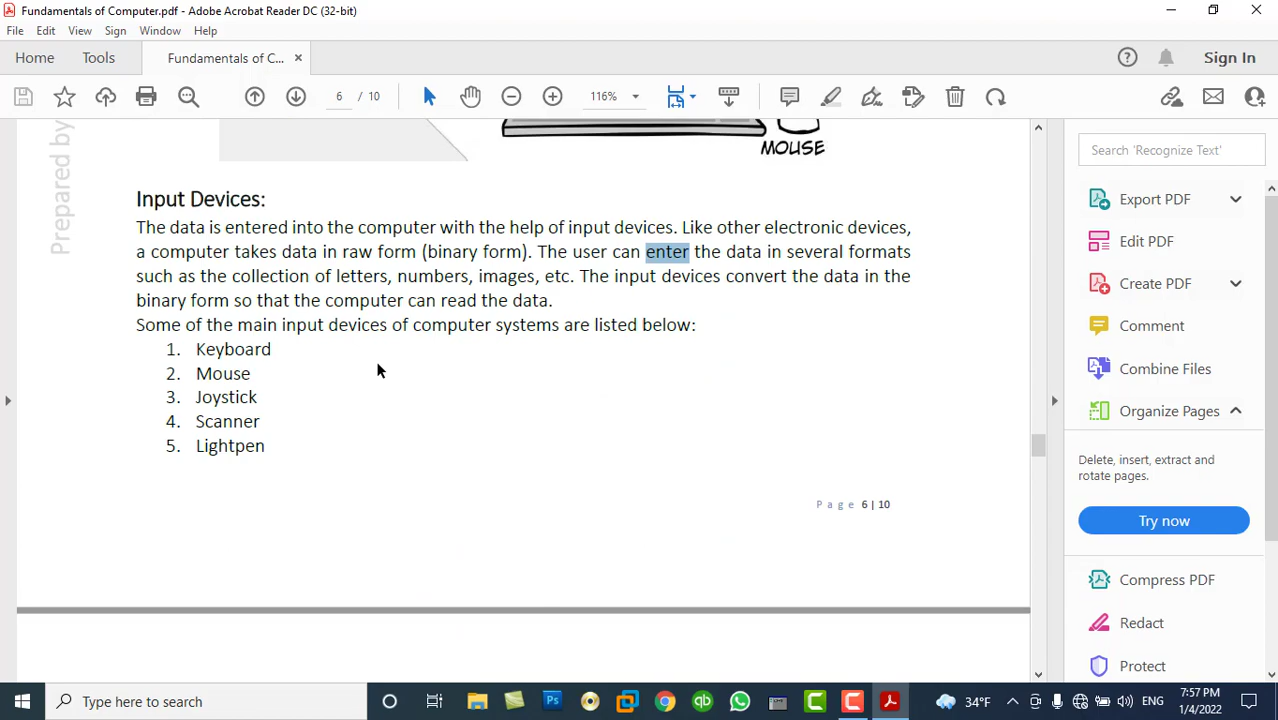 Fundamentals of Computer.pdf - Adobe Acrobat Reader DC (32-bit)
File Edit View Sign Window Help
Home Tools Fundamentals of C... × Sign In
6 / 10 116%
MOUSE
Prepared by
Input Devices:
The data is entered into the computer with the help of input devices. Like other electronic devices,
a computer takes data in raw form (binary form). The user can enter the data in several formats
such as the collection of letters, numbers, images, etc. The input devices convert the data in the
binary form so that the computer can read the data.
Some of the main input devices of computer systems are listed below:
1. Keyboard
2. Mouse
3. Joystick
4. Scanner
5. Lightpen
Page 6 | 10
Search 'Recognize Text'
Export PDF
Edit PDF
Create PDF
Comment
Combine Files
Organize Pages
Delete, insert, extract and
rotate pages.
Try now
Compress PDF
Redact
Protect
Type here to search
Ps
qb
34°F
ENG
7:57 PM
1/4/2022